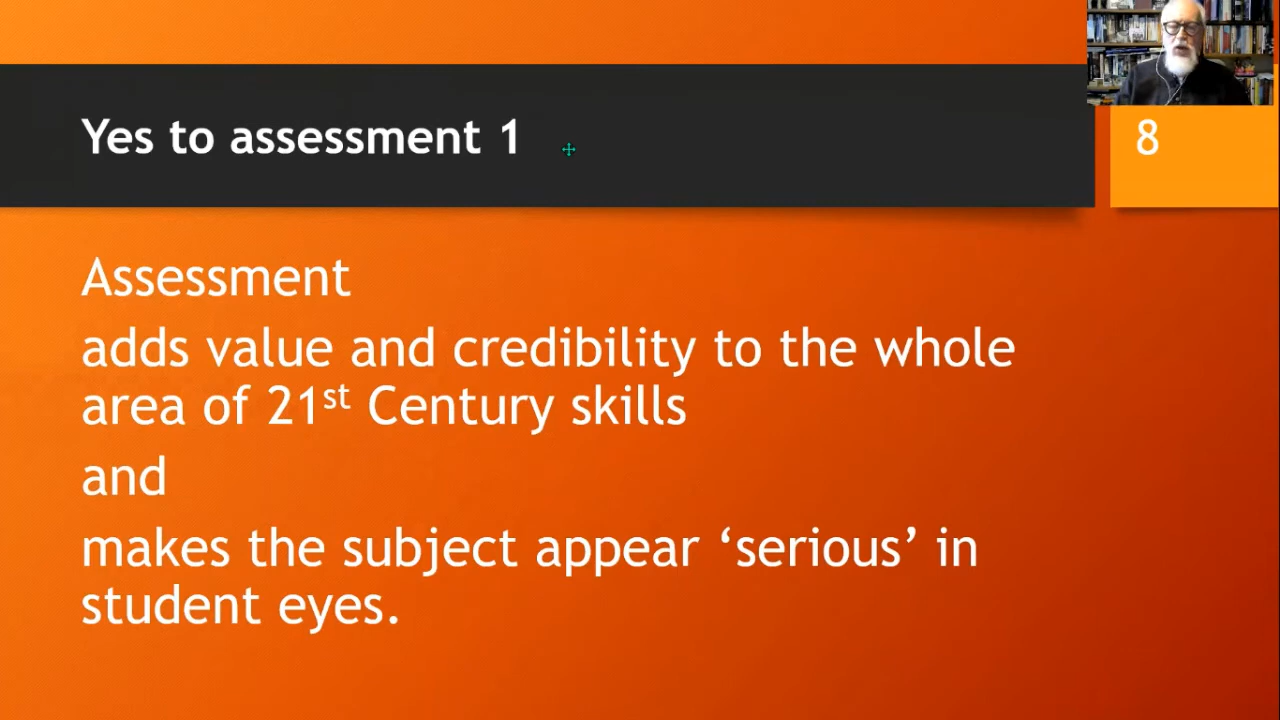 Yes to assessment 1
8
Assessment
adds value and credibility to the whole
area of 21st Century skills
and
makes the subject appear ‘serious’ in
student eyes.